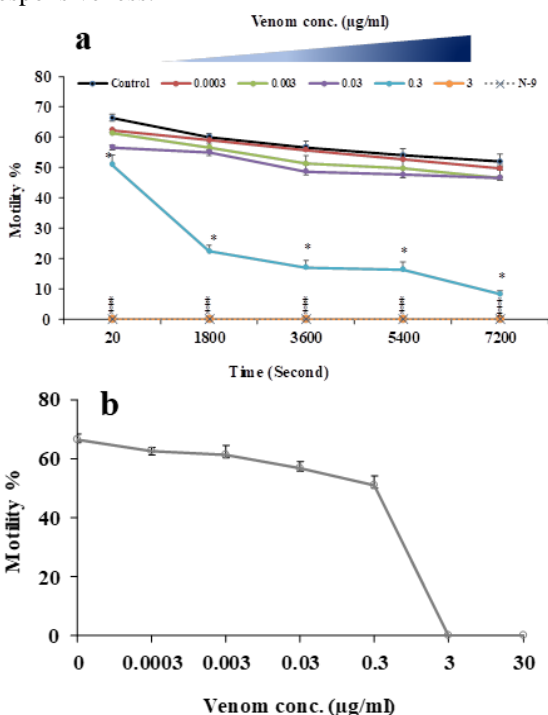 Venom conc. (µg/ml)
a
Control 0.0003 0.003 0.03 0.3 3 N-9
80
70
60
50
40
30
20
10
0
Motility %
*
*
*
*
*
‡‡‡ ‡‡‡ ‡‡‡ ‡‡‡ ‡‡‡
20 1800 3600 5400 7200
Time (Second)
b
80
60
40
20
0
Motility %
0 0.0003 0.003 0.03 0.3 3 30
Venom conc. (µg/ml)